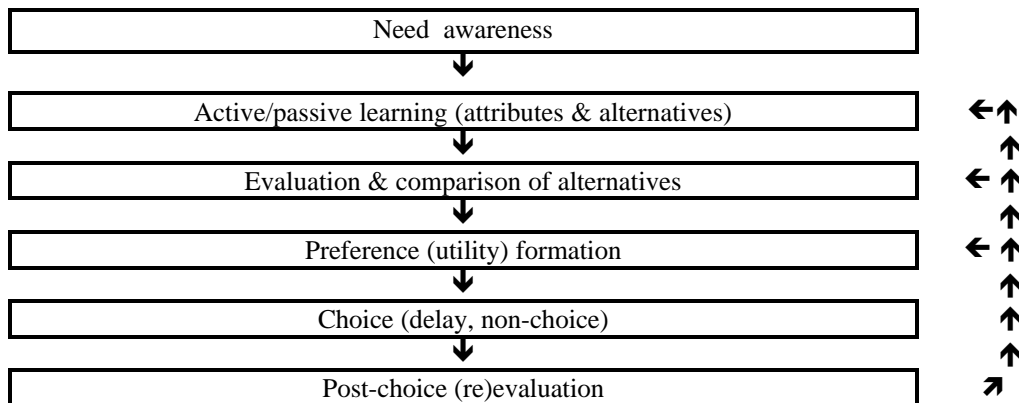 Need awareness
Active/passive learning (attributes & alternatives)
Evaluation & comparison of alternatives
Preference (utility) formation
Choice (delay, non-choice)
Post-choice (re)evaluation